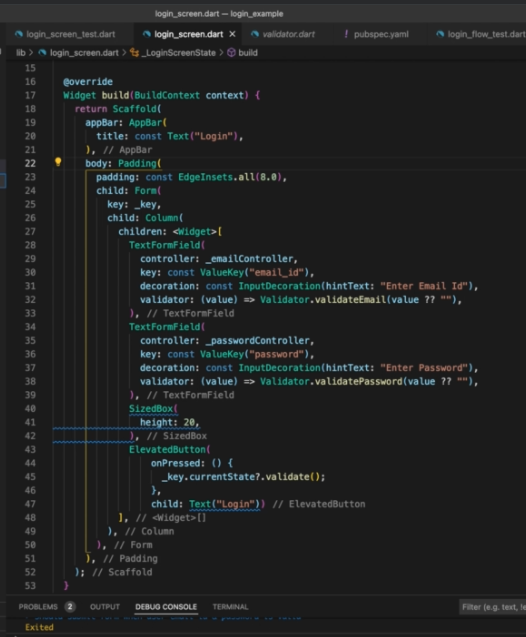 login_screen.dart — login_example
login_screen_test.dart login_screen.dart × validator.dart ! pubspec.yaml login_flow_test.dart
lib > login_screen.dart > _LoginScreenState > build
15
16 @override
17 Widget build(BuildContext context) {
18 return Scaffold(
19 appBar: AppBar(
20 title: const Text("Login"),
21 ), // AppBar
22 body: Padding(
23 padding: const EdgeInsets.all(8.0),
24 child: Form(
25 key: _key,
26 child: Column(
27 children: <Widget>[
28 TextFormField(
29 controller: _emailController,
30 key: const ValueKey("email_id"),
31 decoration: const InputDecoration(hintText: "Enter Email Id"),
32 validator: (value) => Validator.validateEmail(value ?? ""),
33 ), // TextFormField
34 TextFormField(
35 controller: _passwordController,
36 key: const ValueKey("password"),
37 decoration: const InputDecoration(hintText: "Enter Password"),
38 validator: (value) => Validator.validatePassword(value ?? ""),
39 ), // TextFormField
40 SizedBox(
41 height: 20,
42 ), // SizedBox
43 ElevatedButton(
44 onPressed: () {
45 _key.currentState?.validate();
46 },
47 child: Text("Login")) // ElevatedButton
48 ], // <Widget>[]
49 ), // Column
50 ), // Form
51 ), // Padding
52 ); // Scaffold
53 }
PROBLEMS 2 OUTPUT DEBUG CONSOLE TERMINAL Filter (e.g. text, 
Exited